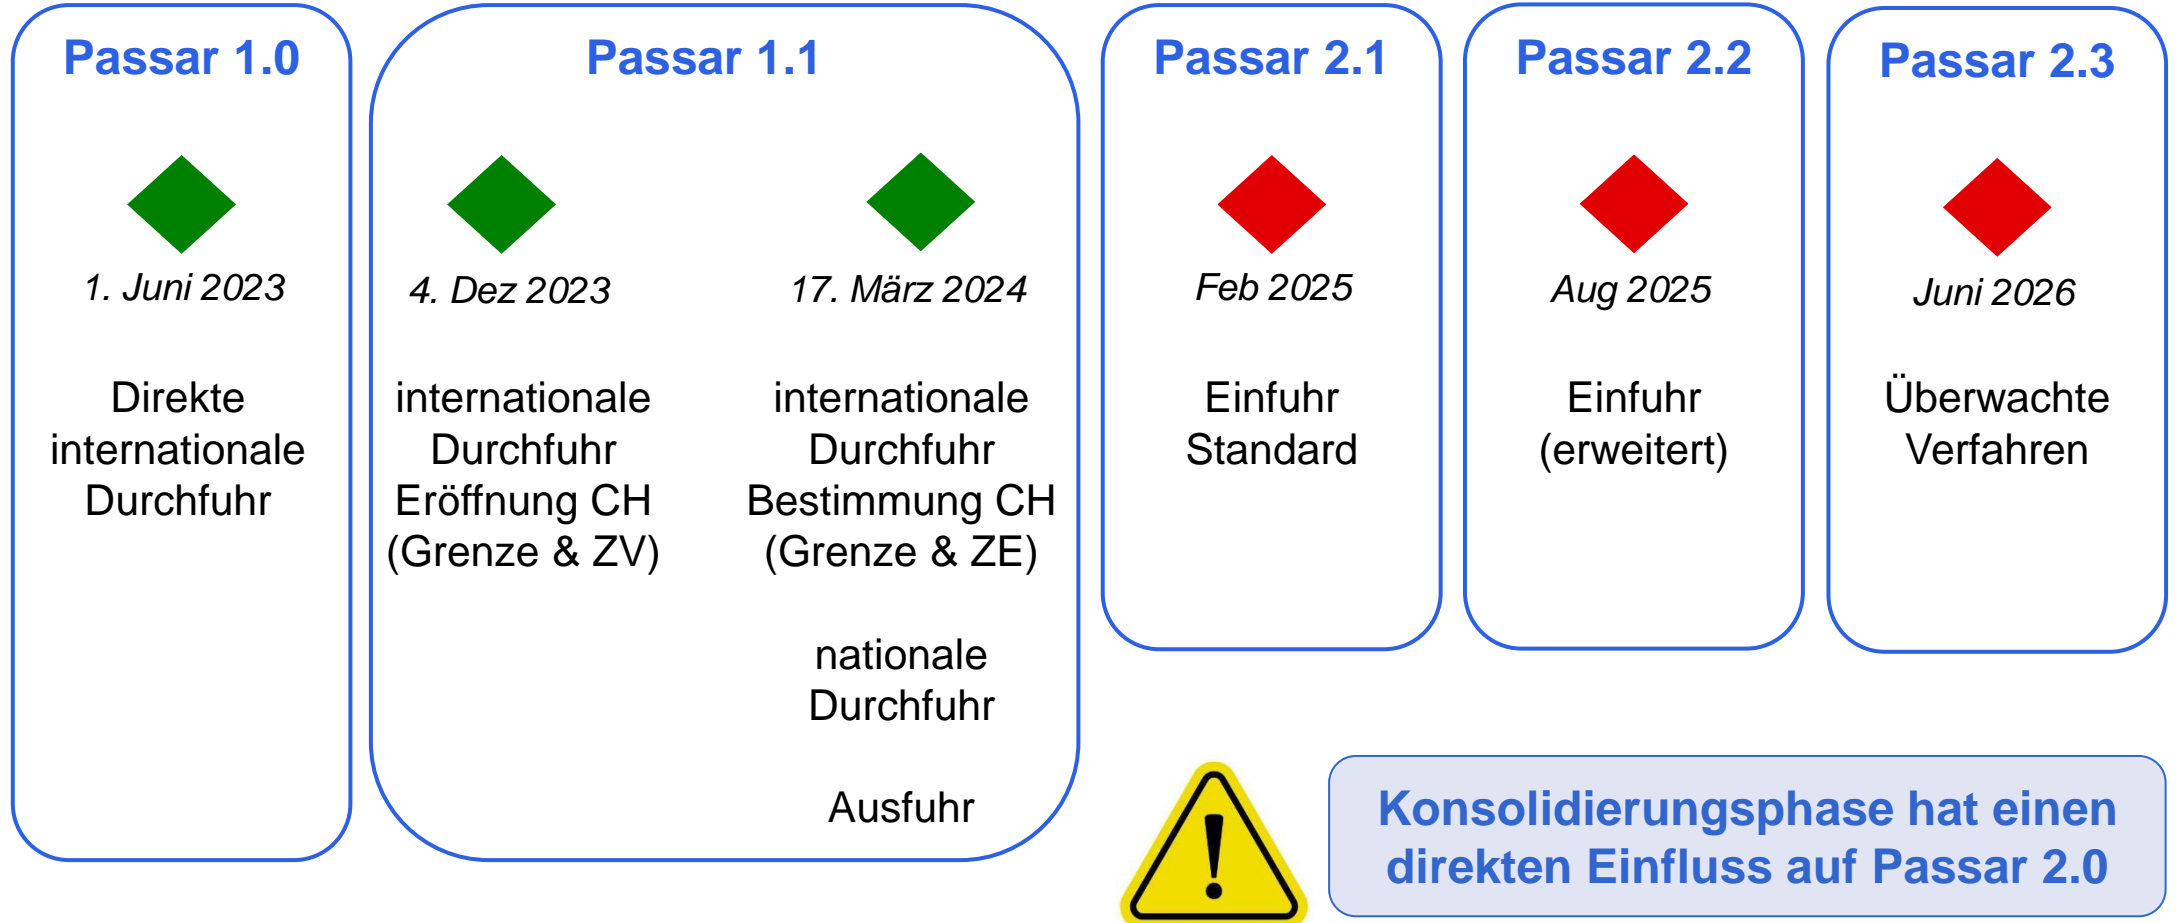 Passar 1.0
1. Juni 2023
Direkte
internationale
Durchfuhr
Passar 1.1
4. Dez 2023
internationale
Durchfuhr
Eröffnung CH
(Grenze & ZV)
17. März 2024
internationale
Durchfuhr
Bestimmung CH
(Grenze & ZE)
nationale
Durchfuhr
Ausfuhr
Passar 2.1
Feb 2025
Einfuhr
Standard
Passar 2.2
Aug 2025
Einfuhr
(erweitert)
Passar 2.3
Juni 2026
Überwachte
Verfahren
!
Konsolidierungsphase hat einen
direkten Einfluss auf Passar 2.0